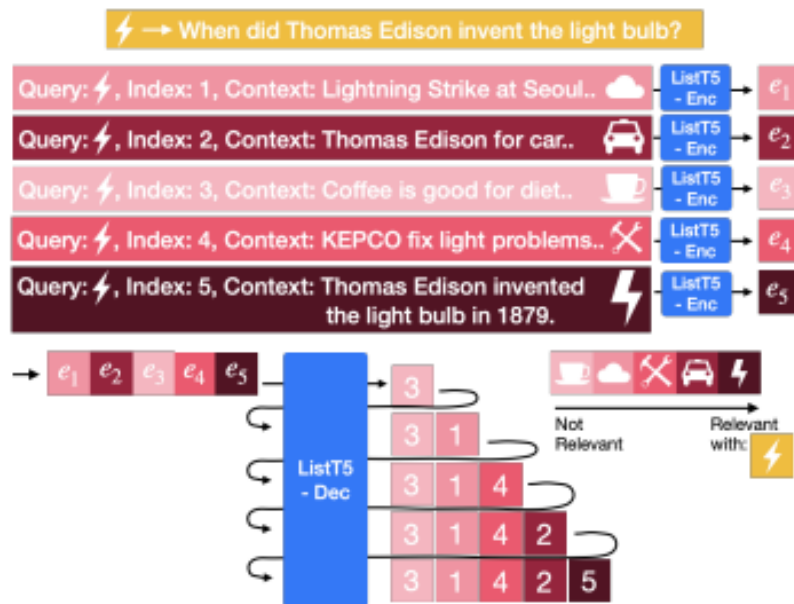 → When did Thomas Edison invent the light bulb?
Query: , Index: 1, Context: Lightning Strike at Seoul..
ListT5
- Enc
e1
Query: , Index: 2, Context: Thomas Edison for car..
ListT5
- Enc
e2
Query: , Index: 3, Context: Coffee is good for diet..
ListT5
- Enc
e3
Query: , Index: 4, Context: KEPCO fix light problems..
ListT5
- Enc
e4
Query: , Index: 5, Context: Thomas Edison invented
the light bulb in 1879.
ListT5
- Enc
e5
e1 e2 e3 e4 e5
ListT5
- Dec
3
3 1
3 1 4
3 1 4 2
3 1 4 2 5
Not
Relevant
Relevant
with: